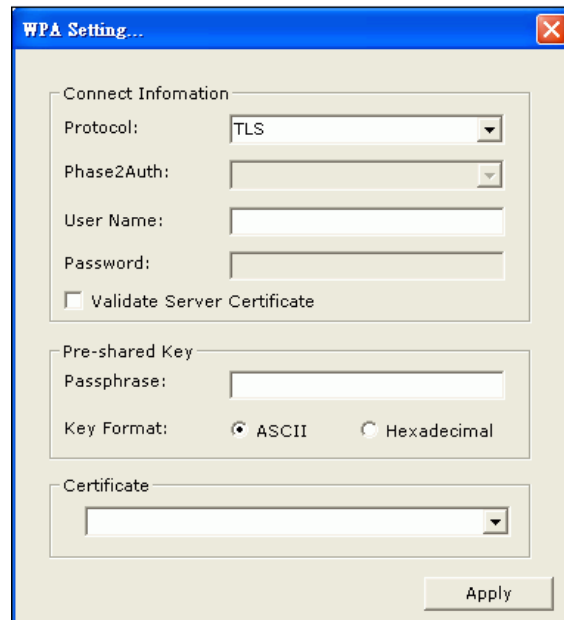 WPA Setting...
Connect Infomation
Protocol:
TLS
Phase2Auth:
User Name:
Password:
Validate Server Certificate
Pre-shared Key
Passphrase:
Key Format:
ASCII
Hexadecimal
Certificate
Apply